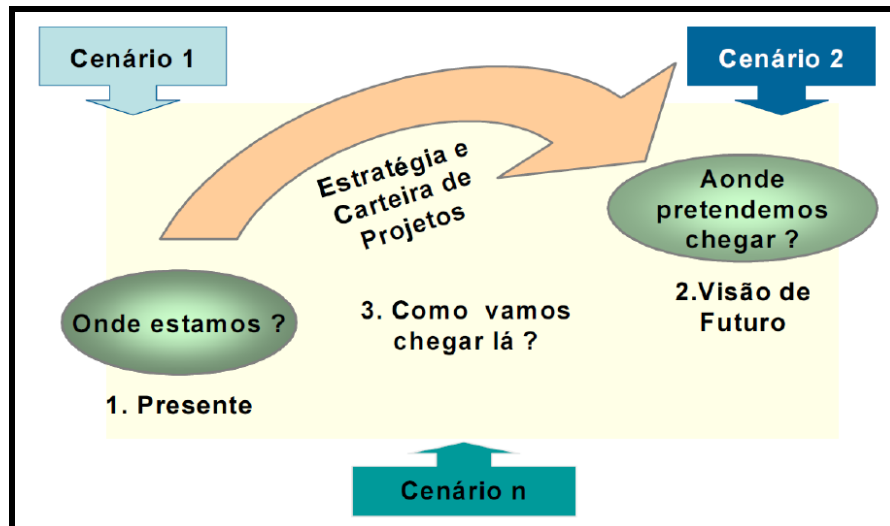 Cenário 1
Cenário 2
Estratégia e
Carteira de
Projetos
Aonde
pretendemos
chegar ?
Onde estamos ?
3. Como vamos
chegar lá ?
2.Visão de
Futuro
1. Presente
Cenário n